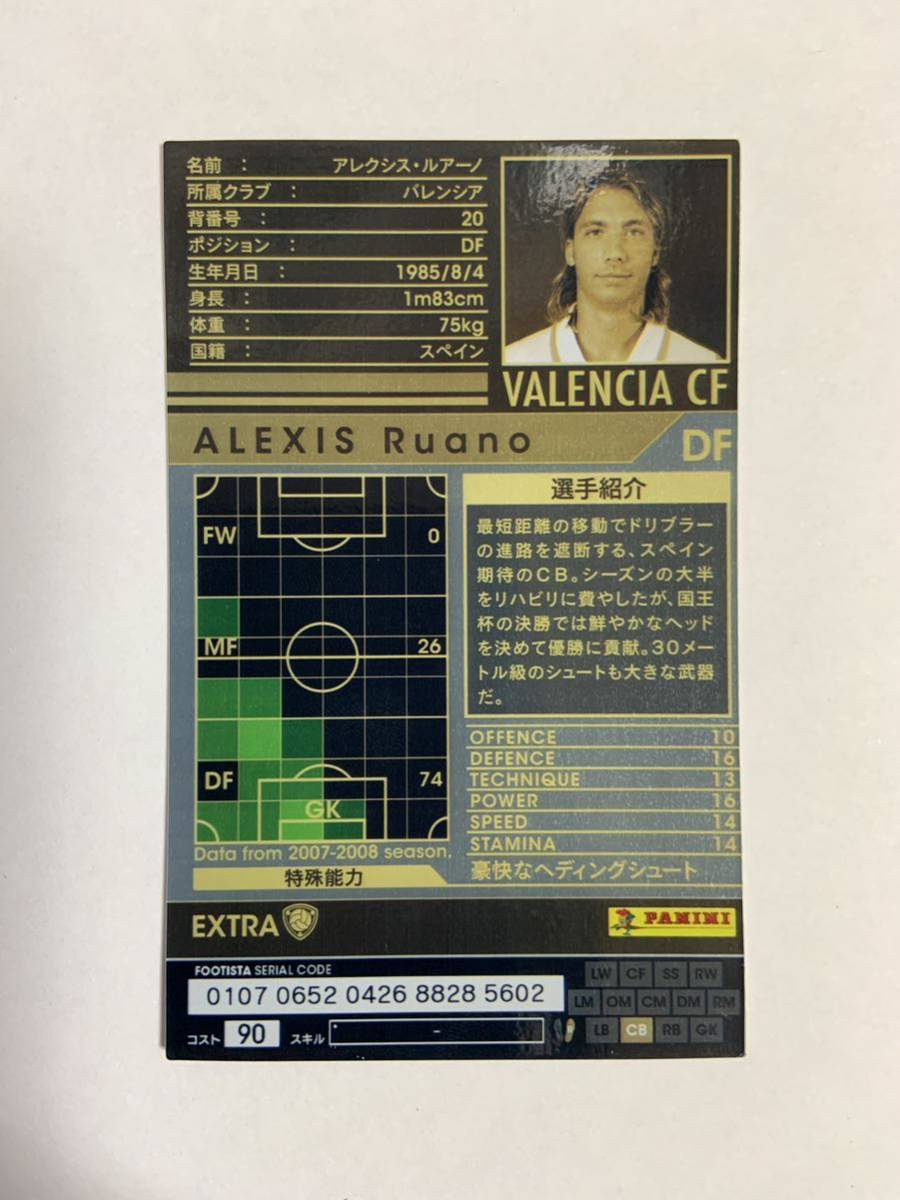 名前 : アレクシス・ルアーノ
所属クラブ : バレンシア
背番号 : 20
ポジション : DF
生年月日 : 1985/8/4
身長 : 1m83cm
体重 : 75kg
国籍 : スペイン
VALENCIA CF
ALEXIS Ruano
DF
FW 0
MF 26
DF 74
GK
Data from 2007-2008 season.
選手紹介
最短距離の移動でドリブラー
の進路を遮断する、スペイン
期待のCB。シーズンの大半
をリハビリに費やしたが、国王
杯の決勝では鮮やかなヘッド
を決めて優勝に貢献。30メー
トル級のシュートも大きな武器
だ。
OFFENCE 10
DEFENCE 16
TECHNIQUE 13
POWER 16
SPEED 14
STAMINA 14
特殊能力
豪快なヘディングシュート
EXTRA
PANINI
FOOTISTA SERIAL CODE
0107 0652 0426 8828 5602
コスト 90 スキル -
LW CF SS RW
LM OM CM DM RM
LB CB RB GK